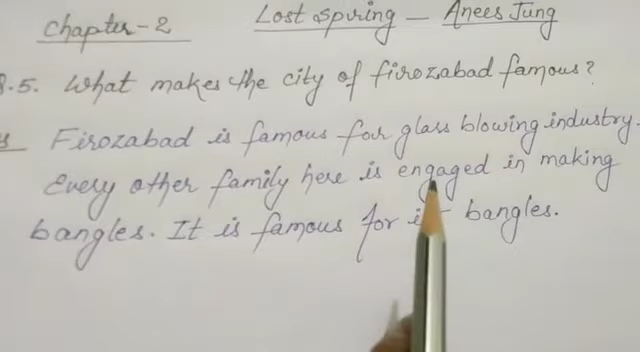 Chapter-2 Lost Spring — Anees Jung
Q.5. What makes the city of Firozabad famous?
Firozabad is famous for glass blowing industry.
Every other family here is engaged in making
bangles. It is famous for bangles.